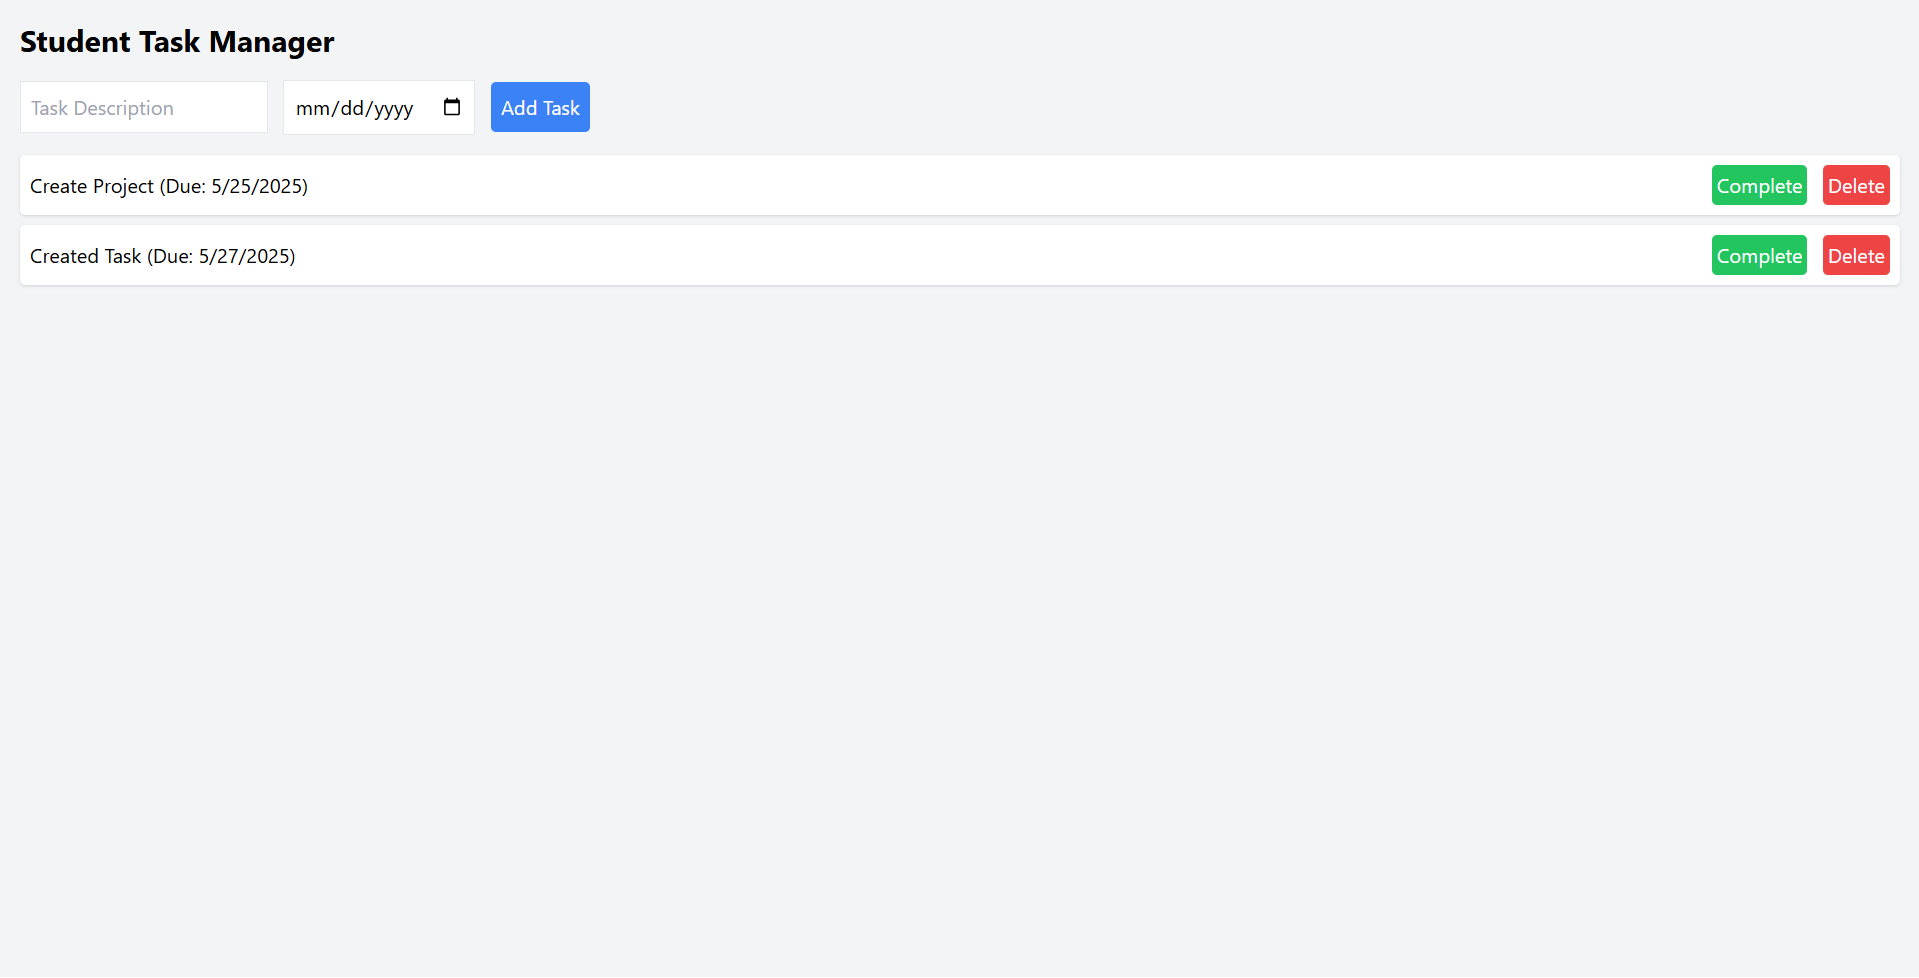 Student Task Manager
Task Description mm/dd/yyyy Add Task
Create Project (Due: 5/25/2025) Complete Delete
Created Task (Due: 5/27/2025) Complete Delete